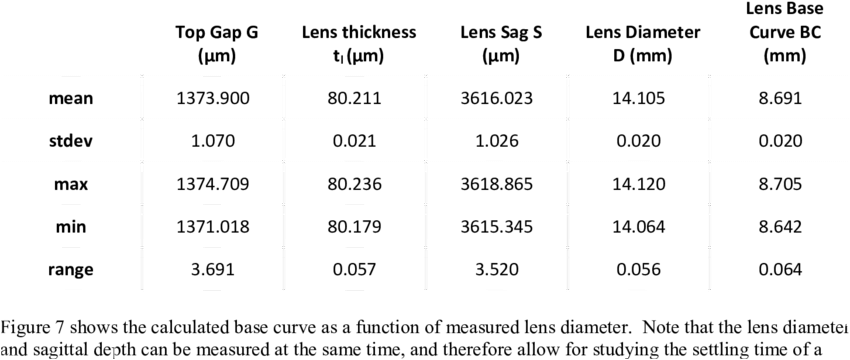 Top Gap G Lens thickness Lens Sag S Lens Diameter Lens Base Curve BC
(µm) tₗ (µm) (µm) D (mm) (mm)
mean 1373.900 80.211 3616.023 14.105 8.691
stdev 1.070 0.021 1.026 0.020 0.020
max 1374.709 80.236 3618.865 14.120 8.705
min 1371.018 80.179 3615.345 14.064 8.642
range 3.691 0.057 3.520 0.056 0.064
Figure 7 shows the calculated base curve as a function of measured lens diameter. Note that the lens diameter
and sagittal depth can be measured at the same time, and therefore allow for studying the settling time of a